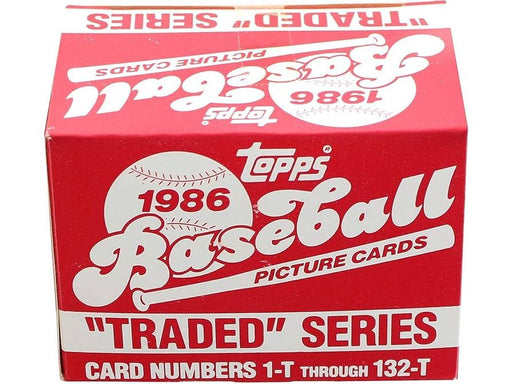 "TRADED" SERIES
PICTURE CARDS
Baseball
1986
TOPPS
TOPPS®
1986
Baseball
PICTURE CARDS
"TRADED" SERIES
CARD NUMBERS 1-T THROUGH 132-T